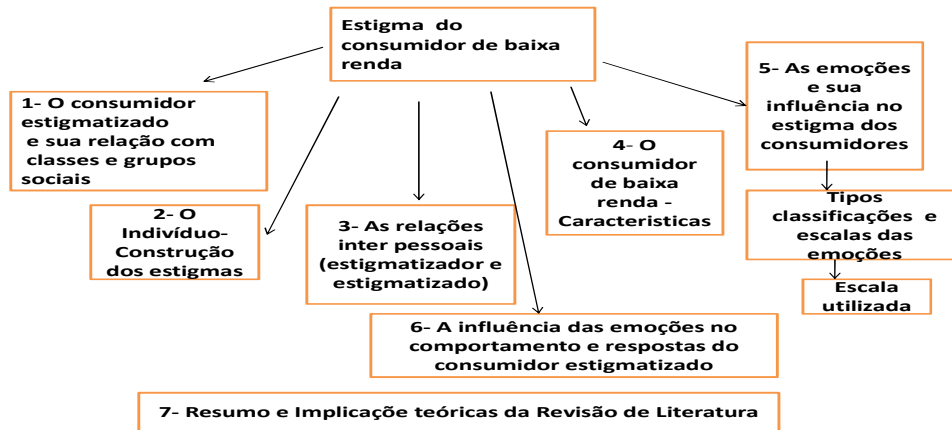 Estigma do
consumidor de baixa
renda
1- O consumidor
estigmatizado
e sua relação com
classes e grupos
sociais
2- O
Indivíduo-
Construção
dos estigmas
3- As relações
inter pessoais
(estigmatizador e
estigmatizado)
4- O
consumidor
de baixa
renda -
Caracteristicas
5- As emoções
e sua
influência no
estigma dos
consumidores
Tipos
classificações e
escalas das
emoções
Escala
utilizada
6- A influência das emoções no
comportamento e respostas do
consumidor estigmatizado
7- Resumo e Implicaçõe teóricas da Revisão de Literatura